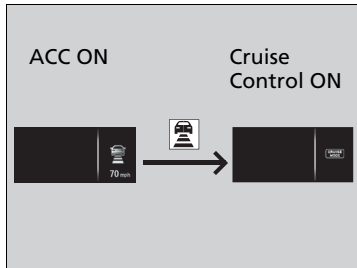 ACC ON
Cruise
Control ON
70 mph
CRUISE
MODE